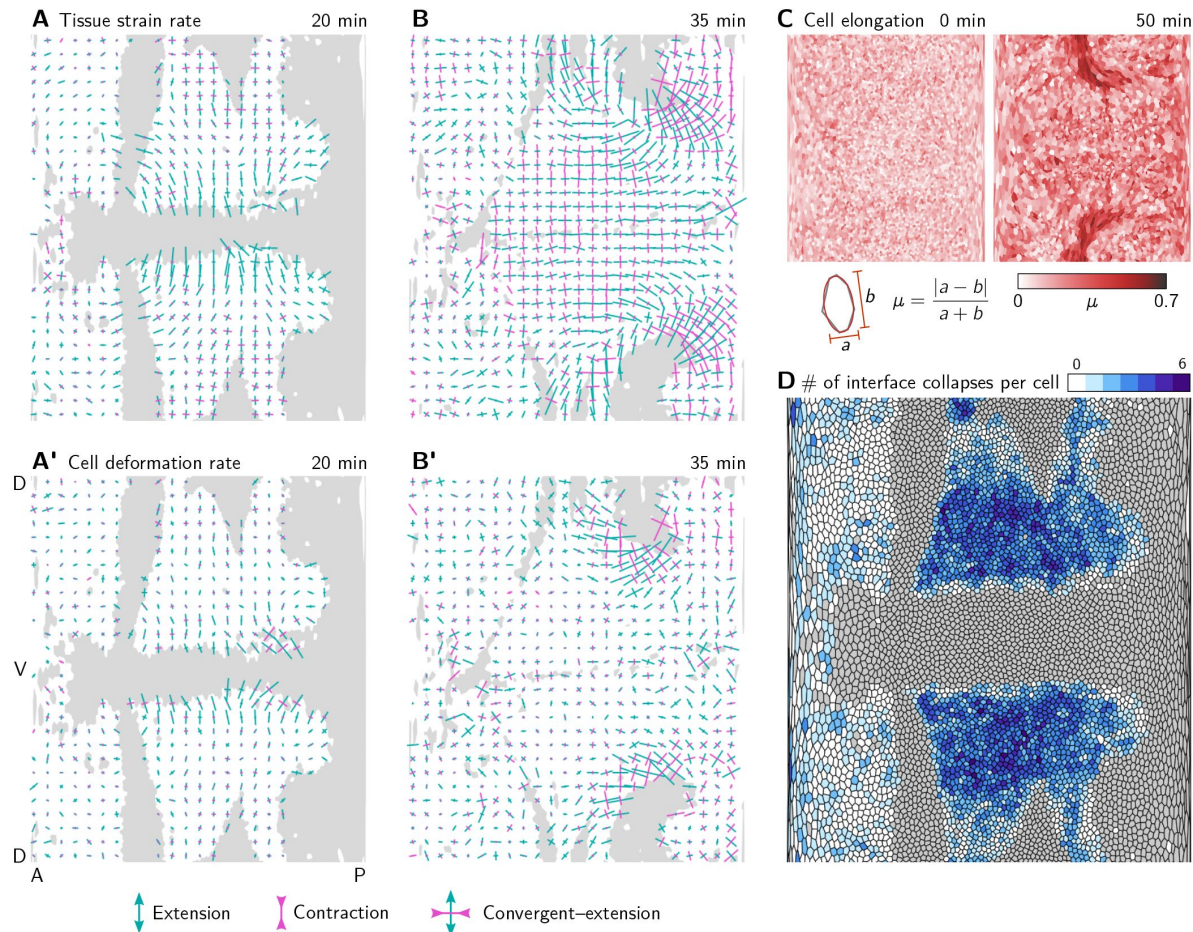 A Tissue strain rate 20 min
B 35 min
C Cell elongation 0 min 50 min
a
b
μ = |a − b| / a + b
0 μ 0.7
D # of interface collapses per cell
0 6
A' Cell deformation rate 20 min
B' 35 min
D
V
D
A P
Extension
Contraction
Convergent–extension